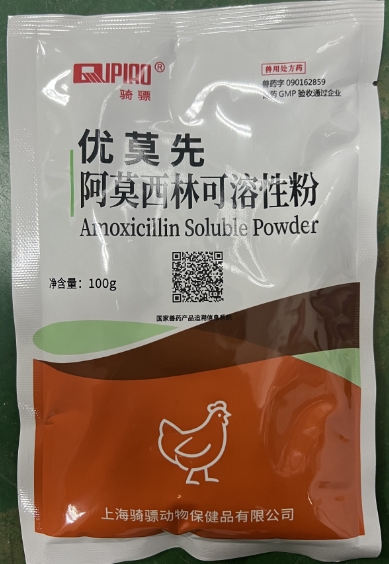 QIPIAO®
骑骠
兽用处方药
兽药字 090162859
兽药 GMP 验收通过企业
优莫先
阿莫西林可溶性粉
Amoxicillin Soluble Powder
净含量：100g
国家兽药产品追溯信息系统
上海骑骠动物保健品有限公司